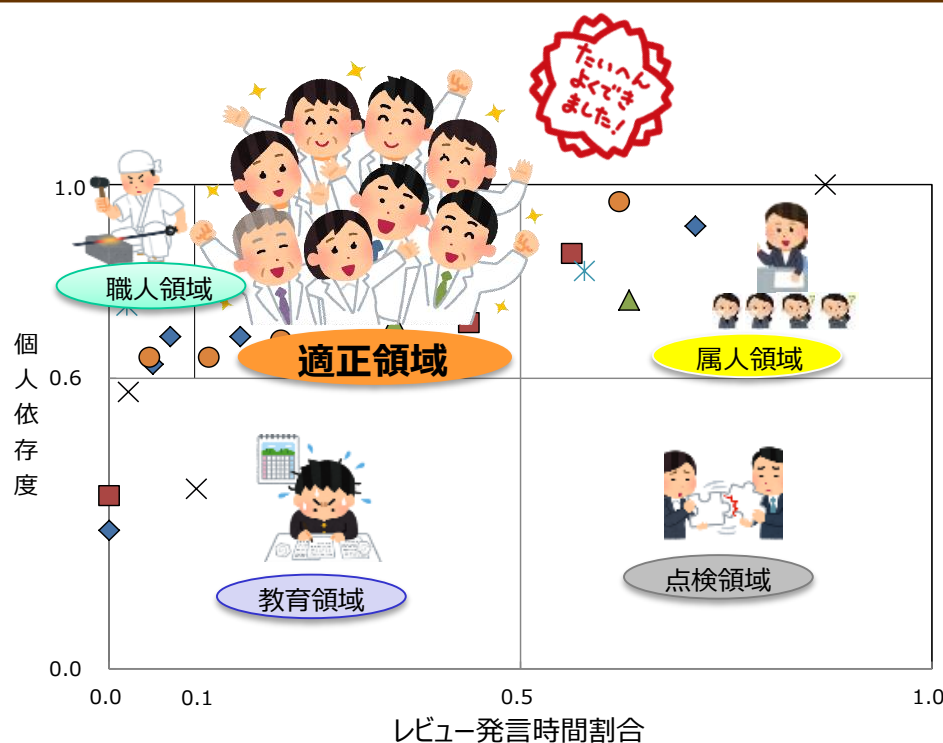 たいへん
よくでき
ました!
1.0
職人領域
適正領域
属人領域
個人依存度
0.6
教育領域
点検領域
0.0
0.0
0.1
0.5
1.0
レビュー発言時間割合